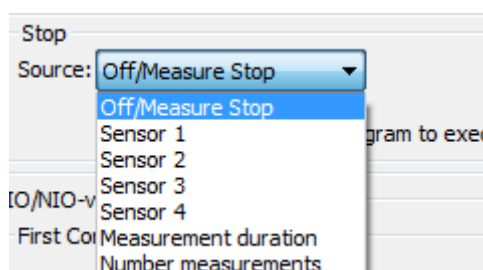 Stop
Source: Off/Measure Stop
Off/Measure Stop
Sensor 1
Sensor 2 gram to exe
Sensor 3
IO/NIO-v
Sensor 4
First Co Measurement duration
Number measurements